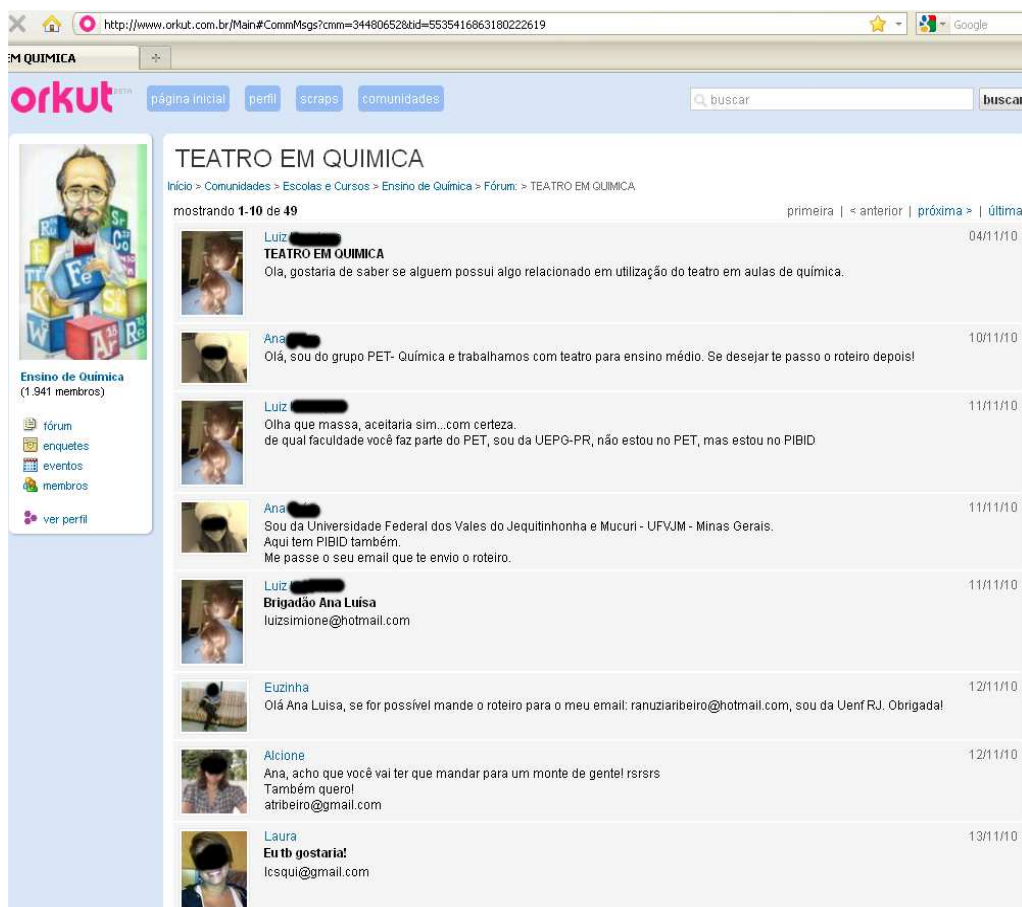 http://www.orkut.com.br/Main#CommMsgs?cmm=34480652&tid=5535416863180222619
Google
EM QUIMICA
orkut BETA
página inicial
perfil
scraps
comunidades
buscar
buscar
TEATRO EM QUIMICA
Início > Comunidades > Escolas e Cursos > Ensino de Química > Fórum: > TEATRO EM QUIMICA
mostrando 1-10 de 49
primeira | < anterior | próxima > | última
Ru
Sr
Co
Fe
K
W
Ar
Re
Ensino de Química
(1.941 membros)
fórum
enquetes
eventos
membros
ver perfil
Luiz
04/11/10
TEATRO EM QUIMICA
Ola, gostaria de saber se alguem possui algo relacionado em utilização do teatro em aulas de química.
Ana
10/11/10
Olá, sou do grupo PET- Química e trabalhamos com teatro para ensino médio. Se desejar te passo o roteiro depois!
Luiz
11/11/10
Olha que massa, aceitaria sim...com certeza.
de qual faculdade você faz parte do PET, sou da UEPG-PR, não estou no PET, mas estou no PIBID
Ana
11/11/10
Sou da Universidade Federal dos Vales do Jequitinhonha e Mucuri - UFVJM - Minas Gerais.
Aqui tem PIBID também.
Me passe o seu email que te envio o roteiro.
Luiz
11/11/10
Brigadão Ana Luísa
luizsimione@hotmail.com
Euzinha
12/11/10
Olá Ana Luisa, se for possível mande o roteiro para o meu email: ranuziaribeiro@hotmail.com, sou da Uenf RJ. Obrigada!
Alcione
12/11/10
Ana, acho que você vai ter que mandar para um monte de gente! rsrsrs
Também quero!
atribeiro@gmail.com
Laura
13/11/10
Eu tb gostaria!
lcsqui@gmail.com